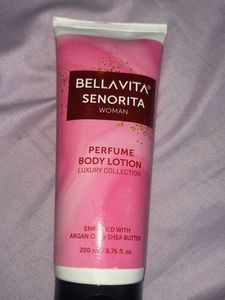 BELLAVITA®
SENORITA
WOMAN
PERFUME
BODY LOTION
LUXURY COLLECTION
ENRICHED WITH
ARGAN OIL & SHEA BUTTER
200 ml / 6.76 fl. oz.